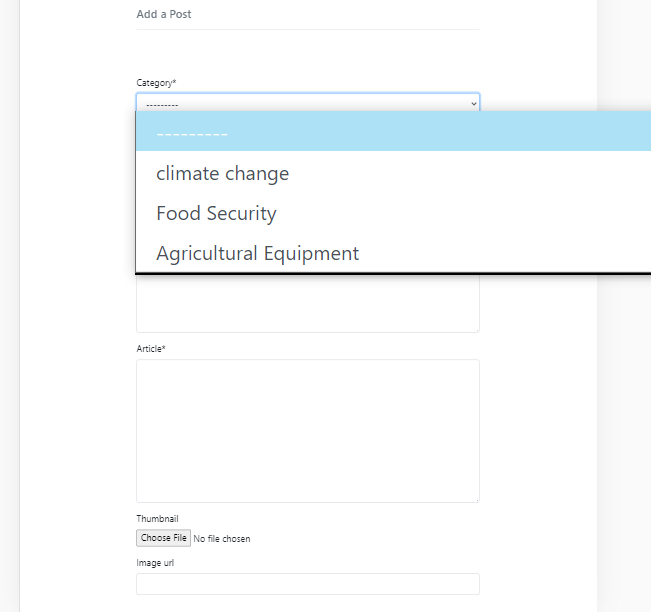 Add a Post
Category*
---------
---------
climate change
Food Security
Agricultural Equipment
Article*
Thumbnail
Choose File No file chosen
Image url